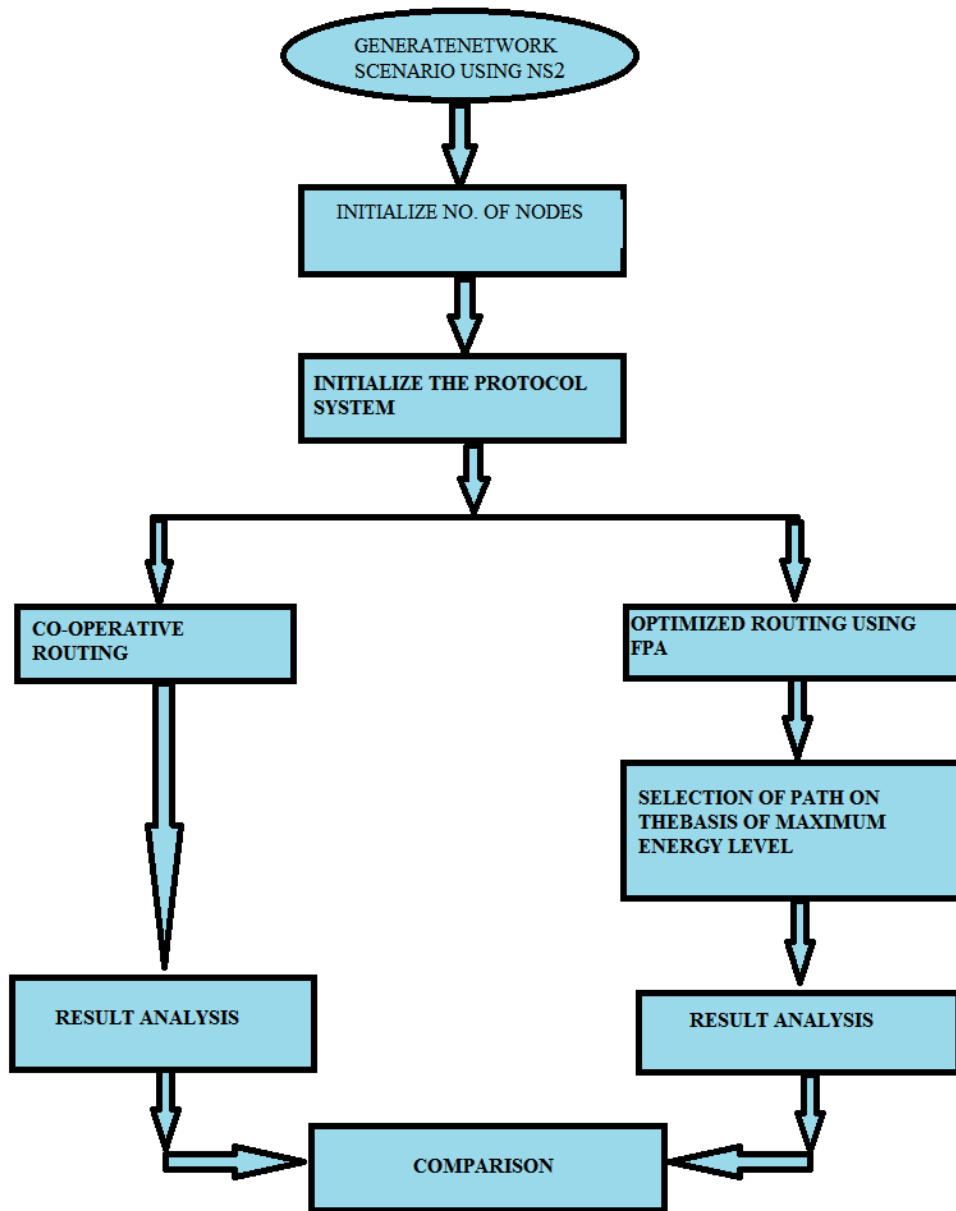 GENERATENETWORK
SCENARIO USING NS2
INITIALIZE NO. OF NODES
INITIALIZE THE PROTOCOL
SYSTEM
CO-OPERATIVE
ROUTING
OPTIMIZED ROUTING USING
FPA
SELECTION OF PATH ON
THEBASIS OF MAXIMUM
ENERGY LEVEL
RESULT ANALYSIS
RESULT ANALYSIS
COMPARISON